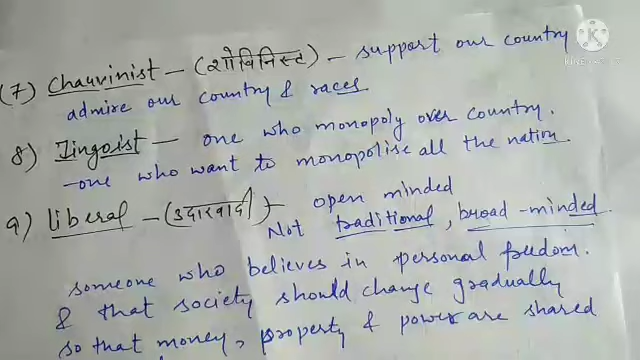 (7) Chauvinist – (शोविनिस्ट) – support our country
admire our country & races
8) Jingoist – one who monopoly over country.
– one who want to monopolise all the nation.
9) liberal – (उदारवादी) – open minded
Not traditional, broad-minded.
someone who believes in personal freedom.
& that society should change gradually
so that money, property & power are shared
K